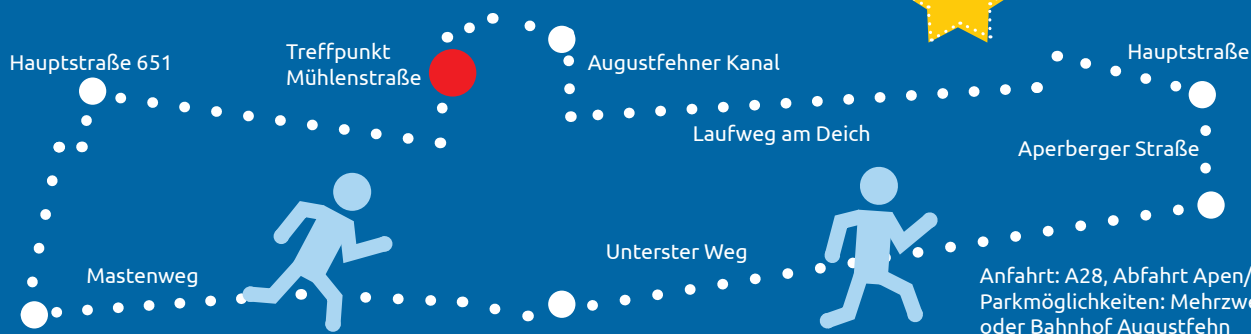 Hauptstraße 651
Treffpunkt
Mühlenstraße
Augustfehner Kanal
Hauptstraße
Laufweg am Deich
Aperberger Straße
Unterster Weg
Mastenweg
Anfahrt: A28, Abfahrt Apen/
Parkmöglichkeiten:
oder Bahnhof Augustfehn